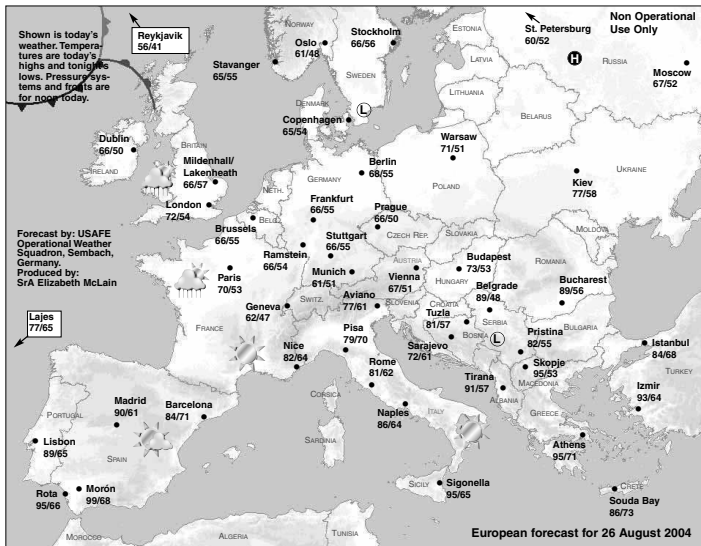 Shown is today's
weather. Tempera-
tures are today's
highs and tonight's
lows. Pressure sys-
tems and fronts are
for noon today.
Reykjavik
56/41
NORWAY
Oslo
61/48
Stockholm
66/56
ESTONIA
St. Petersburg
60/52
Non Operational
Use Only
H
RUSSIA
Moscow
67/52
Stavanger
65/55
SWEDEN
LATVIA
LITHUANIA
DENMARK
L
Copenhagen
65/54
BELARUS
Dublin
66/50
BRITAIN
IRELAND
Mildenhall/
Lakenheath
66/57
London
72/54
NETH.
GERMANY
Berlin
68/55
Warsaw
71/51
POLAND
UKRAINE
Kiev
77/58
Frankfurt
66/55
Prague
66/50
Brussels
66/55
BELG.
CZECH REP.
SLOVAKIA
Stuttgart
66/55
Ramstein
66/54
Forecast by: USAFE
Operational Weather
Squadron, Sembach,
Germany.
Produced by:
SrA Elizabeth McLain
Paris
70/53
Munich
61/51
AUSTRIA
Vienna
67/51
Budapest
73/53
HUNGARY
MOLDOVA
ROMANIA
Belgrade
89/48
Bucharest
89/56
Geneva
62/47
SWITZ.
Aviano
77/61
SLOVENIA
CROATIA
Tuzla
81/57
SERBIA
BOSNIA
L
Lajes
77/65
FRANCE
Nice
82/64
Pisa
79/70
Sarajevo
72/61
Pristina
82/55
BULGARIA
Istanbul
84/68
Skopje
95/53
MACEDONIA
TURKEY
Rome
81/62
Tirana
91/57
ALBANIA
Izmir
93/64
Madrid
90/61
Barcelona
84/71
CORSICA
PORTUGAL
Naples
86/64
ITALY
GREECE
SARDINIA
Lisbon
89/65
SPAIN
Athens
95/71
Rota
95/66
Morón
99/68
SICILY
Sigonella
95/65
CRETE
Souda Bay
86/73
MOROCCO
ALGERIA
TUNISIA
European forecast for 26 August 2004